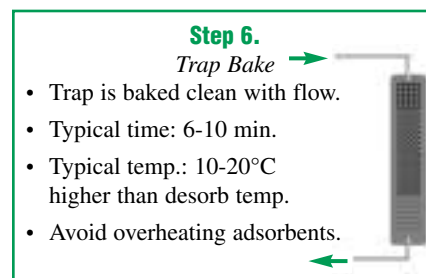 Step 6.
Trap Bake
• Trap is baked clean with flow.
• Typical time: 6-10 min.
• Typical temp.: 10-20°C
higher than desorb temp.
• Avoid overheating adsorbents.